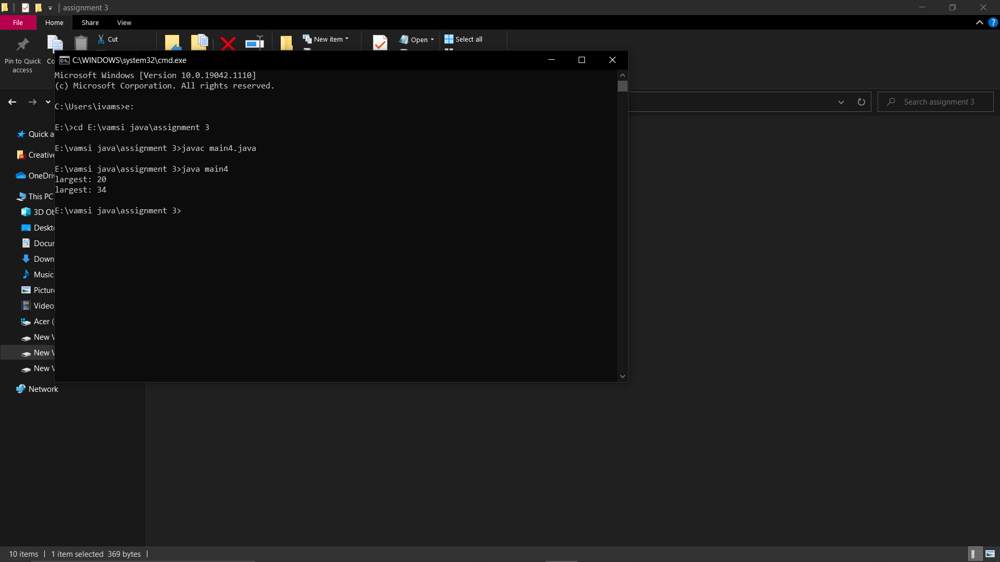 assignment 3
File Home Share View
Cut
New item
Open
Select all
Pin to Quick access
C:\WINDOWS\system32\cmd.exe
Microsoft Windows [Version 10.0.19042.1110]
(c) Microsoft Corporation. All rights reserved.
C:\Users\ivams>e:
E:\>cd E:\vamsi java\assignment 3
E:\vamsi java\assignment 3>javac main4.java
E:\vamsi java\assignment 3>java main4
largest: 20
largest: 34
E:\vamsi java\assignment 3>
Search assignment 3
Quick a
Creative
OneDri
This PC
3D Ob
Deskt
Docur
Down
Music
Picture
Video
Acer (
New V
New V
New V
Network
10 items 1 item selected 369 bytes